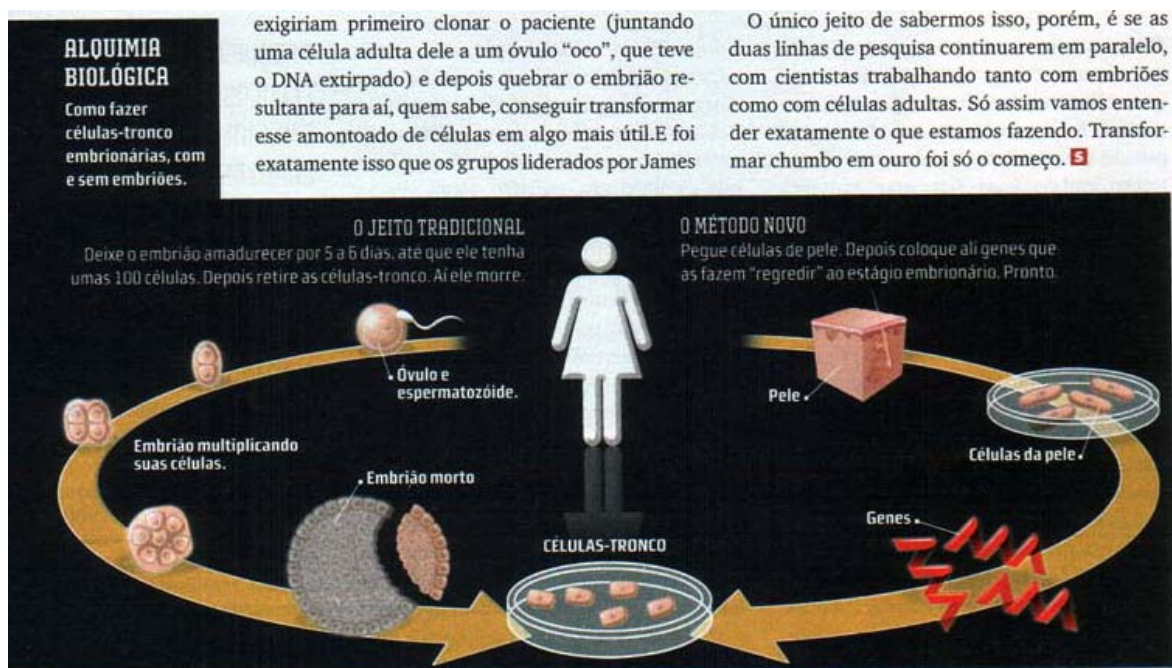 ALQUIMIA
BIOLÓGICA
Como fazer
células-tronco
embrionárias, com
e sem embriões.
exigiriam primeiro clonar o paciente (juntando
uma célula adulta dele a um óvulo “oco”, que teve
o DNA extirpado) e depois quebrar o embrião re-
sultante para aí, quem sabe, conseguir transformar
esse amontoado de células em algo mais útil.E foi
exatamente isso que os grupos liderados por James
O único jeito de sabermos isso, porém, é se as
duas linhas de pesquisa continuarem em paralelo,
com cientistas trabalhando tanto com embriões
como com células adultas. Só assim vamos enten-
der exatamente o que estamos fazendo. Transfor-
mar chumbo em ouro foi só o começo. S
O JEITO TRADICIONAL
Deixe o embrião amadurecer por 5 a 6 dias, até que ele tenha
umas 100 células. Depois retire as células-tronco. Aí ele morre.
Óvulo e
espermatozóide.
Embrião multiplicando
suas células.
Embrião morto
O MÉTODO NOVO
Pegue células de pele. Depois coloque ali genes que
as fazem “regredir” ao estágio embrionário. Pronto.
Pele
Células da pele
Genes
CÉLULAS-TRONCO